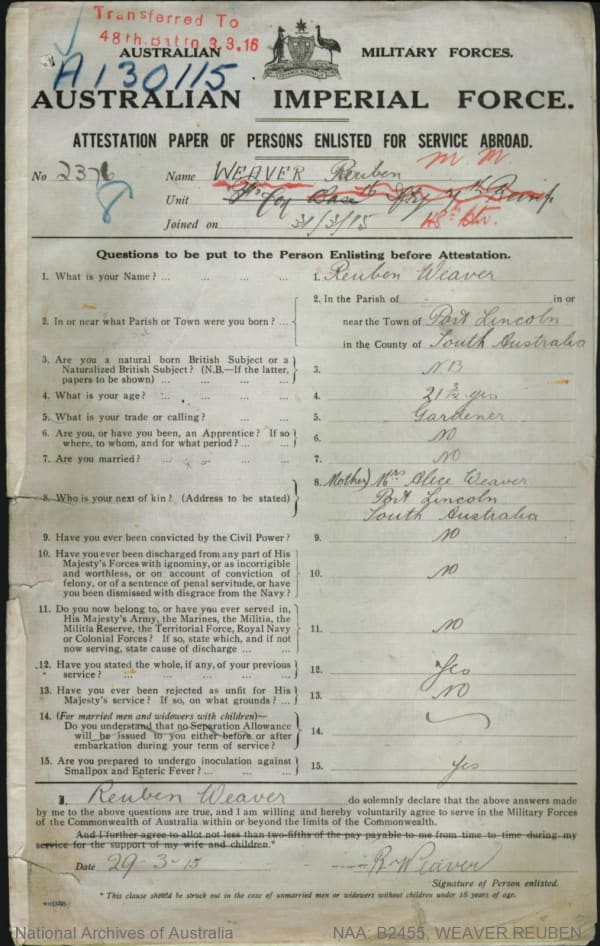 Transferred To
48th. Battn 3.3.16
AUSTRALIAN MILITARY FORCES.
A130115
AUSTRALIAN IMPERIAL FORCE.
ATTESTATION PAPER OF PERSONS ENLISTED FOR SERVICE ABROAD.
M M
No 2376 Name WEAVER Reuben
Unit
48th Bn.
8
Joined on 31/3/15
Questions to be put to the Person Enlisting before Attestation.
1. What is your Name? ... 1. Reuben Weaver
2. In or near what Parish or Town were you born? ... 2. In the Parish of in or
near the Town of Port Lincoln
in the County of South Australia
3. Are you a natural born British Subject or a
Naturalized British Subject? (N.B.—If the latter,
papers to be shown) ... 3. NB
4. What is your age? ... 4. 21 3/12 yrs
5. What is your trade or calling? ... 5. Gardener
6. Are you, or have you been, an Apprentice? If so
where, to whom, and for what period? ... 6. NO
7. Are you married? ... 7. NO
8. Who is your next of kin? (Address to be stated) 8. Mother) Mrs Alice Weaver
Port Lincoln
South Australia
9. Have you ever been convicted by the Civil Power? 9. NO
10. Have you ever been discharged from any part of His
Majesty's Forces with ignominy, or as incorrigible
and worthless, or on account of conviction of
felony, or of a sentence of penal servitude, or have
you been dismissed with disgrace from the Navy? 10. NO
11. Do you now belong to, or have you ever served in,
His Majesty's Army, the Marines, the Militia, the
Militia Reserve, the Territorial Force, Royal Navy
or Colonial Forces? If so, state which, and if not
now serving, state cause of discharge ... 11. NO
12. Have you stated the whole, if any, of your previous
service? ... 12. Yes
13. Have you ever been rejected as unfit for His
Majesty's service? If so, on what grounds? ... 13. NO
14. (For married men and widowers with children)—
Do you understand that no Separation Allowance
will be issued to you either before or after
embarkation during your term of service? 14.
15. Are you prepared to undergo inoculation against
Smallpox and Enteric Fever? ... 15. Yes
I, Reuben Weaver do solemnly declare that the above answers made
by me to the above questions are true, and I am willing and hereby voluntarily agree to serve in the Military Forces
of the Commonwealth of Australia within or beyond the limits of the Commonwealth.
And I further agree to allot not less than two-fifths of the pay payable to me from time to time during my
service for the support of my wife and children.*
Date 29-3-15 R Weaver
Signature of Person enlisted.
* This clause should be struck out in the case of unmarried men or widowers without children under 16 years of age.
National Archives of Australia NAA: B2455, WEAVER REUBEN